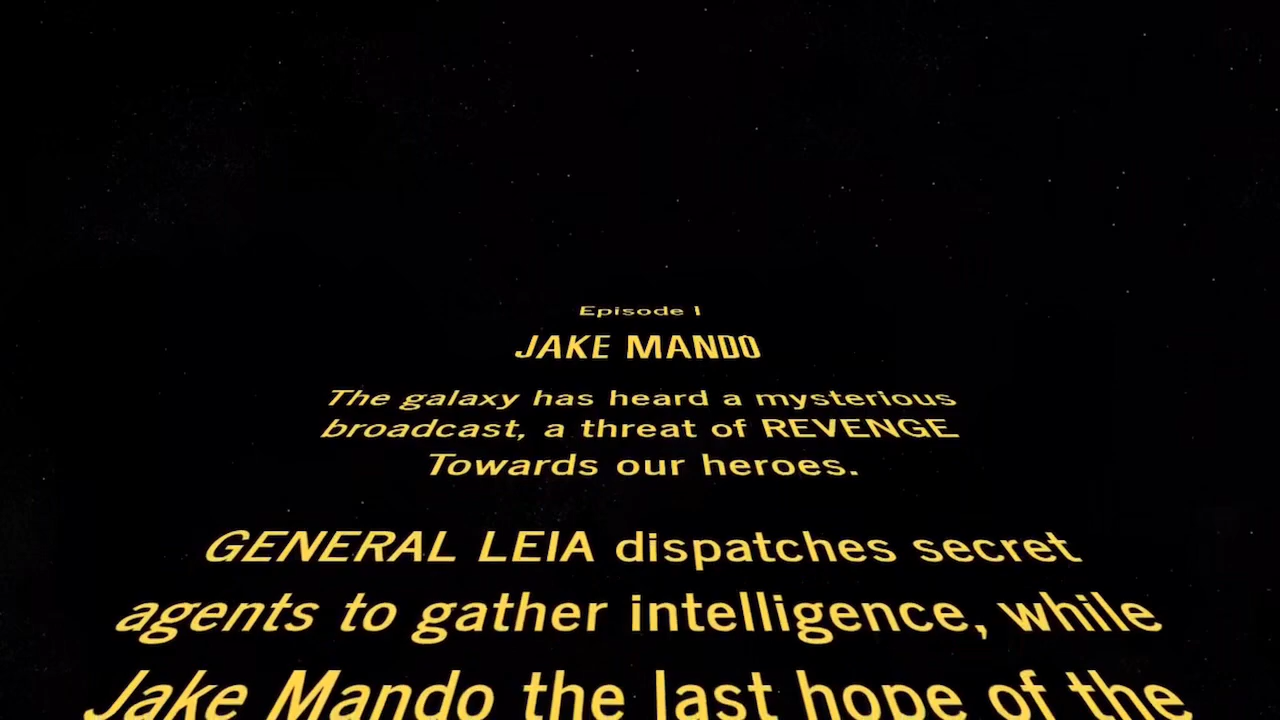 Episode I
JAKE MANDO
The galaxy has heard a mysterious
broadcast, a threat of REVENGE
Towards our heroes.
GENERAL LEIA dispatches secret
agents to gather intelligence, while
Jake Mando the last hope of the